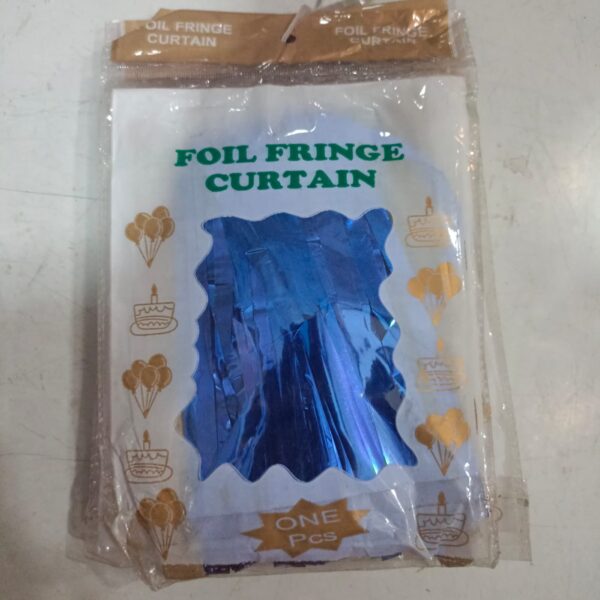 OIL FRINGE
CURTAIN
FOIL FRINGE
CURTAIN
FOIL FRINGE
CURTAIN
ONE
Pcs